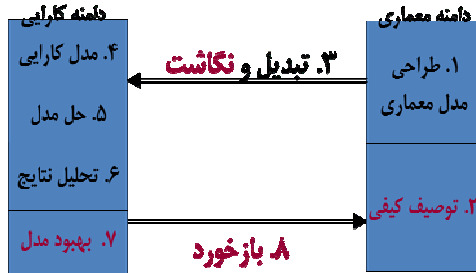 دامنه معماری
۱. طراحی
مدل معماری
۲. توصیف کیفی
۳. تبدیل و نگاشت
دامنه کارایی
۴. مدل کارایی
۵. حل مدل
۶. تحلیل نتایج
۷. بهبود مدل
۸. بازخورد